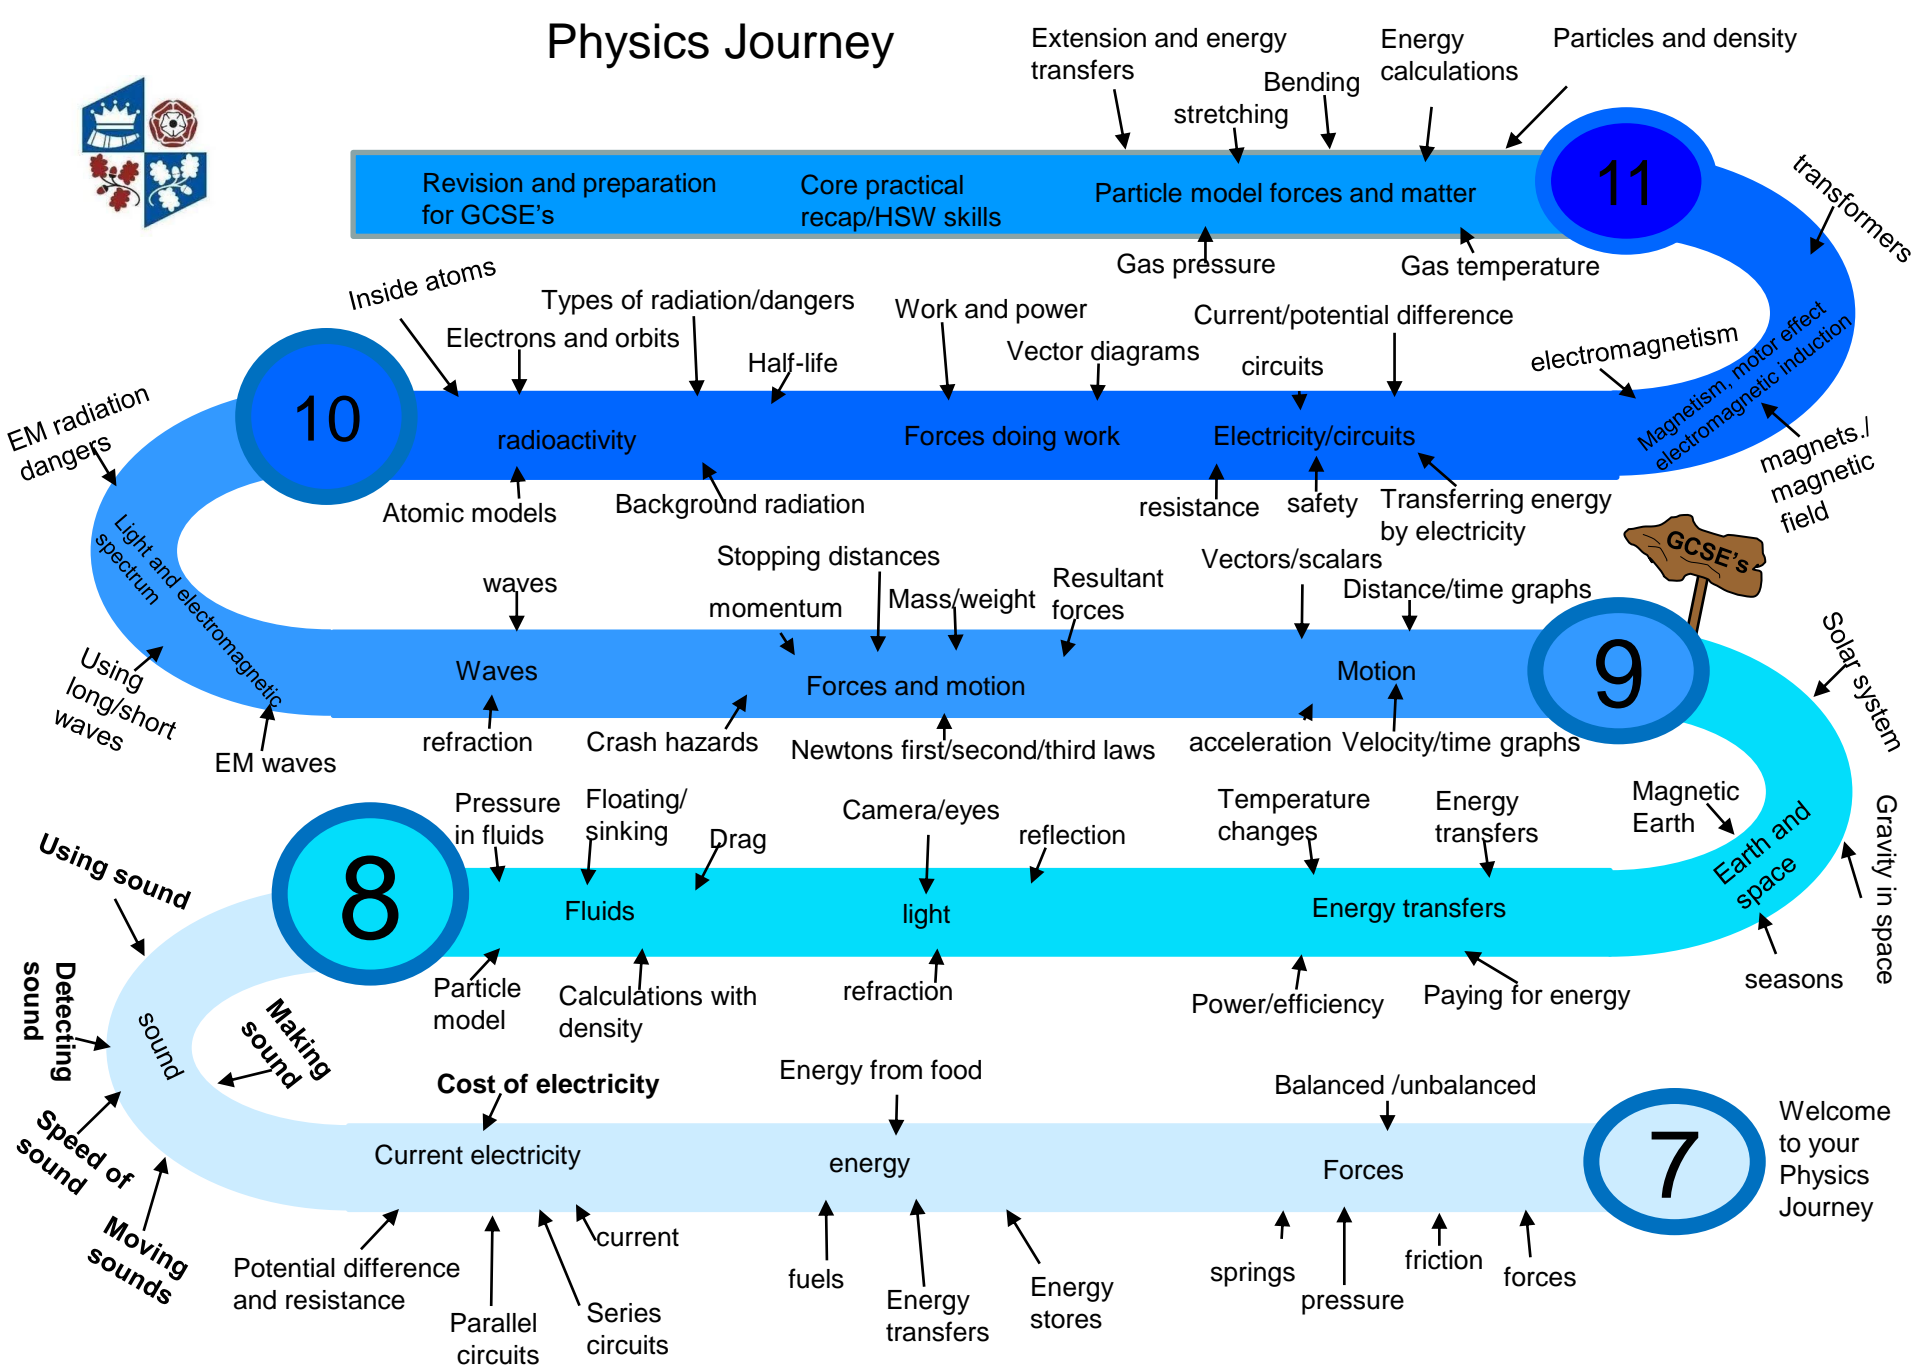 Physics Journey
Extension and energy
transfers
Energy
calculations
Particles and density
Bending
stretching
Revision and preparation
for GCSE's
Core practical
recap/HSW skills
Particle model forces and matter
11
transformers
Gas pressure
Gas temperature
Inside atoms
Types of radiation/dangers
Electrons and orbits
Half-life
Work and power
Vector diagrams
Current/potential difference
circuits
electromagnetism
Magnetism, motor effect
electromagnetic induction
10
radioactivity
Forces doing work
Electricity/circuits
magnets./
magnetic
field
EM radiation
dangers
Atomic models
Background radiation
resistance
safety
Transferring energy
by electricity
GCSE's
Light and electromagnetic
spectrum
waves
Stopping distances
momentum
Mass/weight
Resultant
forces
Vectors/scalars
Distance/time graphs
Using
long/short
waves
Waves
Forces and motion
Motion
9
Solar system
EM waves
refraction
Crash hazards
Newtons first/second/third laws
acceleration
Velocity/time graphs
Pressure
in fluids
Floating/
sinking
Drag
Camera/eyes
reflection
Temperature
changes
Energy
transfers
Magnetic
Earth
Earth and
space
Gravity in space
Using sound
8
Fluids
light
Energy transfers
seasons
Detecting
sound
Particle
model
Calculations with
density
refraction
Power/efficiency
Paying for energy
sound
Making
sound
Speed of
sound
Moving
sounds
Cost of electricity
Energy from food
Balanced /unbalanced
Current electricity
energy
Forces
7
Welcome
to your
Physics
Journey
Potential difference
and resistance
Parallel
circuits
Series
circuits
current
fuels
Energy
transfers
Energy
stores
springs
pressure
friction
forces